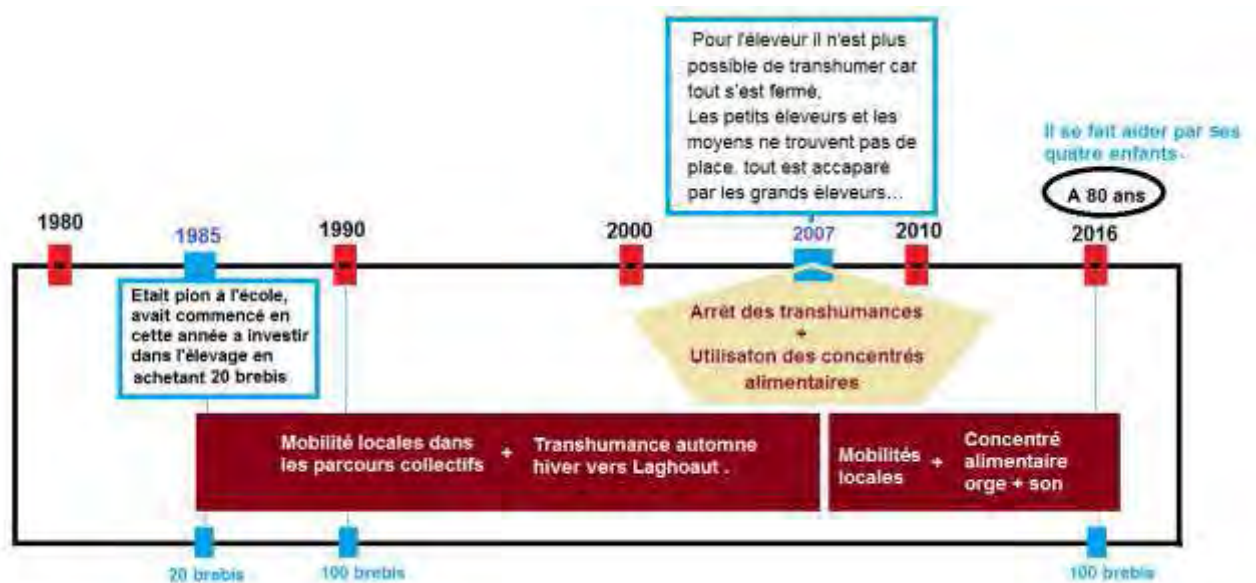 Pour l'éleveur il n'est plus
possible de transhumer car
tout s'est fermé.
Les petits éleveurs et les
moyens ne trouvent pas de
place. tout est accaparé
par les grands éleveurs...
Il se fait aider par ses
quatre enfants.
A 80 ans
1980
1985
1990
2000
2007
2010
2016
Etait pion a l'école,
avait commencé en
cette année a investir
dans l'élevage en
achetant 20 brebis
Arrêt des transhumances
+
Utilisaton des concentrés
alimentaires
Mobilité locales dans
les parcours collectifs
+
Transhumance automne
hiver vers Laghoaut .
Mobilités
locales
+
Concentré
alimentaire
orge + son
20 brebis
100 brebis
100 brebis